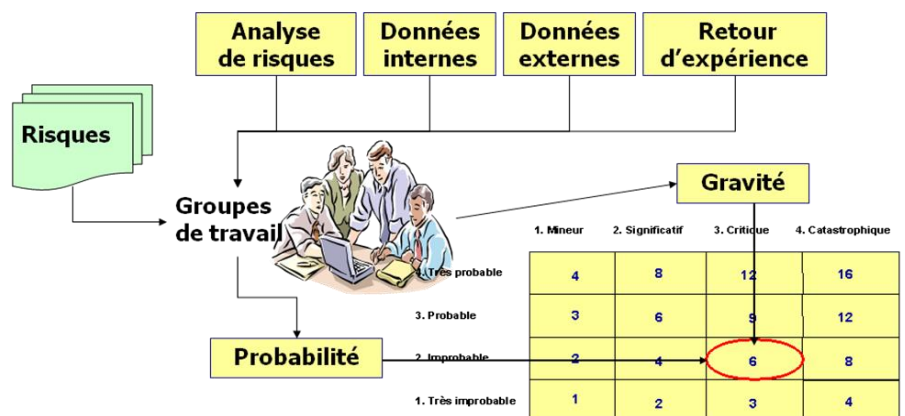 Analyse
de risques
Données
internes
Données
externes
Retour
d'expérience
Risques
Groupes
de travail
Gravité
1. Mineur 2. Significatif 3. Critique 4. Catastrophique
4. Très probable 4 8 12 16
3. Probable 3 6 9 12
Probabilité
2. Improbable 2 4 6 8
1. Très improbable 1 2 3 4